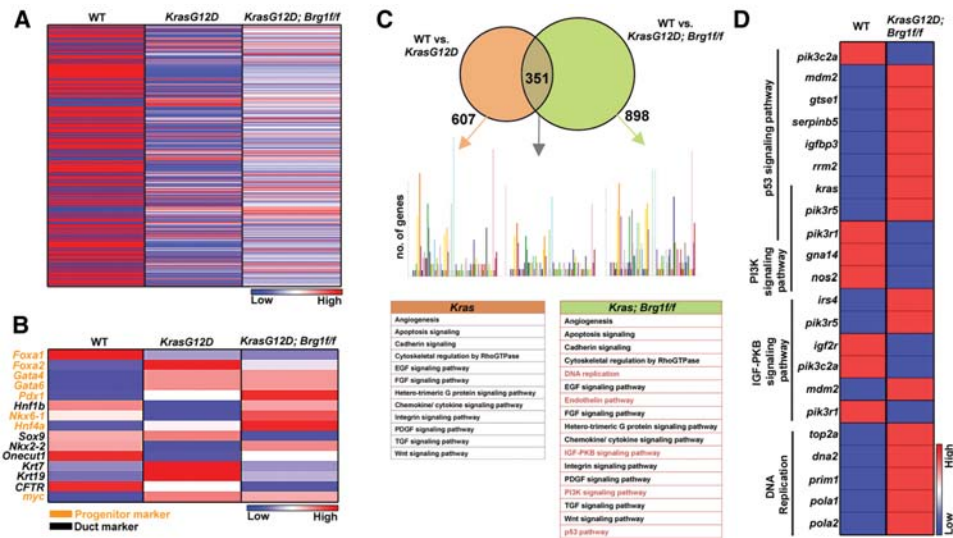 A
WT
KrasG12D
KrasG12D; Brg1f/f
Low
High
B
WT
KrasG12D
KrasG12D; Brg1f/f
Foxa1
Foxa2
Gata4
Gata6
Pdx1
Hnf1b
Nkx6-1
Hnf4a
Sox9
Nkx2-2
Onecut1
Krt7
Krt19
CFTR
myc
Progenitor marker
Duct marker
Low
High
C
WT vs.
KrasG12D
WT vs.
KrasG12D; Brg1f/f
351
607
898
no. of genes
Kras
Angiogenesis
Apoptosis signaling
Cadherin signaling
Cytoskeletal regulation by RhoGTPase
EGF signaling pathway
FGF signaling pathway
Hetero-trimeric G protein signaling pathway
Chemokine/ cytokine signaling pathway
Integrin signaling pathway
PDGF signaling pathway
TGF signaling pathway
Wnt signaling pathway
Kras; Brg1f/f
Angiogenesis
Apoptosis signaling
Cadherin signaling
Cytoskeletal regulation by RhoGTPase
DNA replication
EGF signaling pathway
Endothelin pathway
FGF signaling pathway
Hetero-trimeric G protein signaling pathway
Chemokine/ cytokine signaling pathway
IGF-PKB signaling pathway
Integrin signaling pathway
PDGF signaling pathway
PI3K signaling pathway
TGF signaling pathway
Wnt signaling pathway
p53 pathway
D
WT
KrasG12D;
Brg1f/f
p53 signaling pathway
PI3K
signaling
pathway
IGF-PKB
signaling
pathway
DNA
Replication
pik3c2a
mdm2
gtse1
serpinb5
igfbp3
rrm2
kras
pik3r5
pik3r1
gna14
nos2
irs4
pik3r5
igf2r
pik3c2a
mdm2
pik3r1
top2a
dna2
prim1
pola1
pola2
High
Low